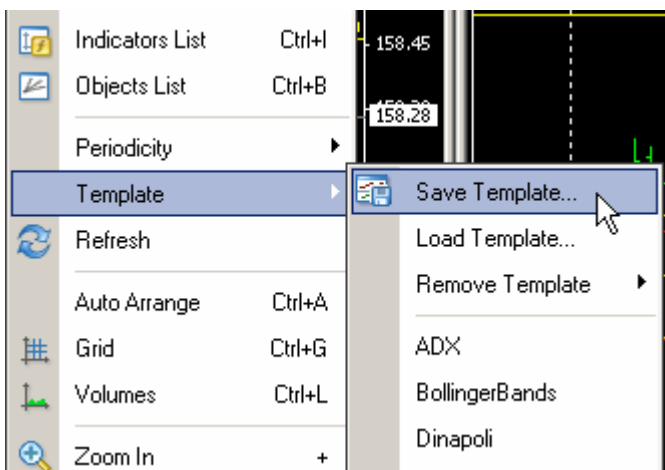 Indicators List Ctrl+I
Objects List Ctrl+B
Periodicity
Template
Refresh
Auto Arrange Ctrl+A
Grid Ctrl+G
Volumes Ctrl+L
Zoom In +
158.45
158.28
Save Template...
Load Template...
Remove Template
ADX
BollingerBands
Dinapoli